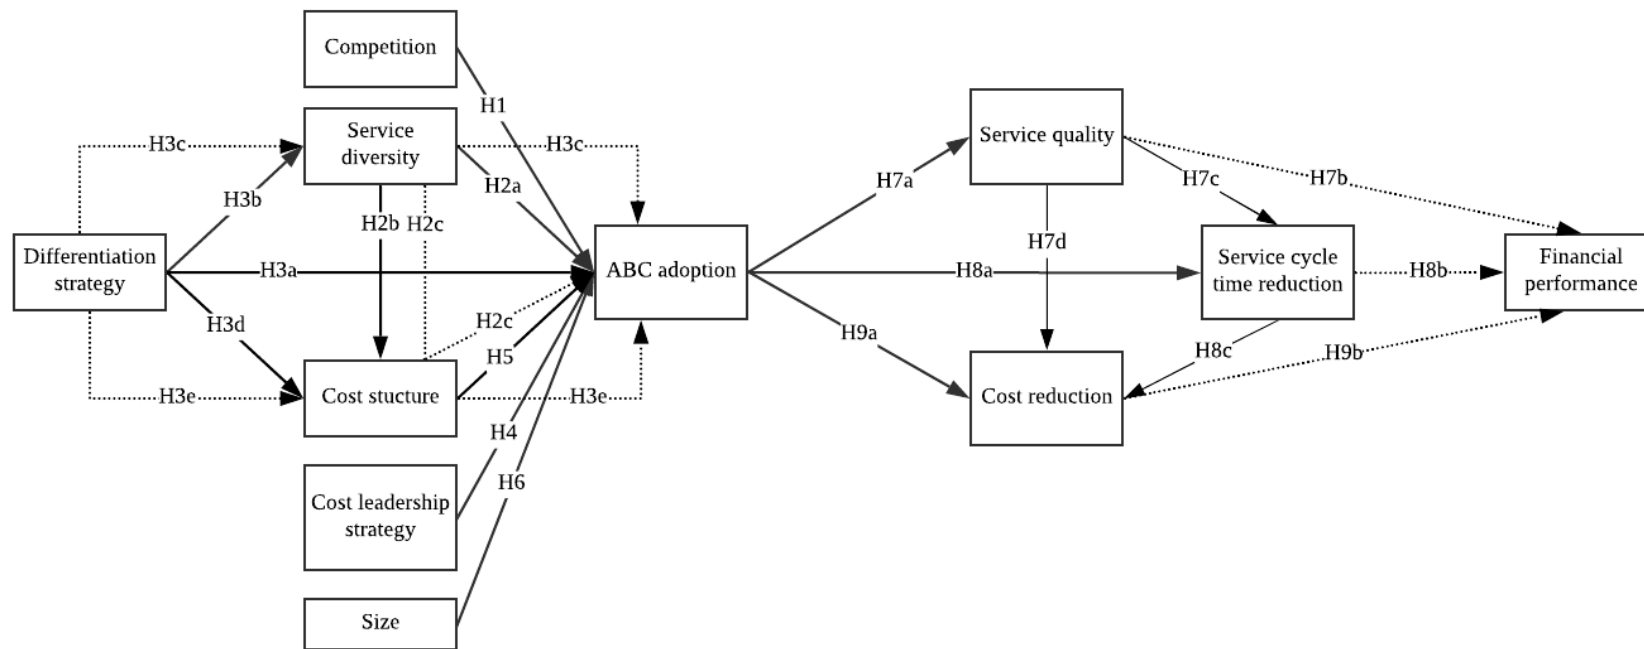 Competition
H1
Service
diversity
H3c
H3c
H2a
H3b
H2b
H2c
Differentiation
strategy
H3a
ABC adoption
H3d
H2c
H5
Cost stucture
H3e
H3e
H4
Cost leadership
strategy
H6
Size
Service quality
H7a
H7c
H7b
H7d
H8a
Service cycle
time reduction
H8b
Financial
performance
H9a
H8c
H9b
Cost reduction